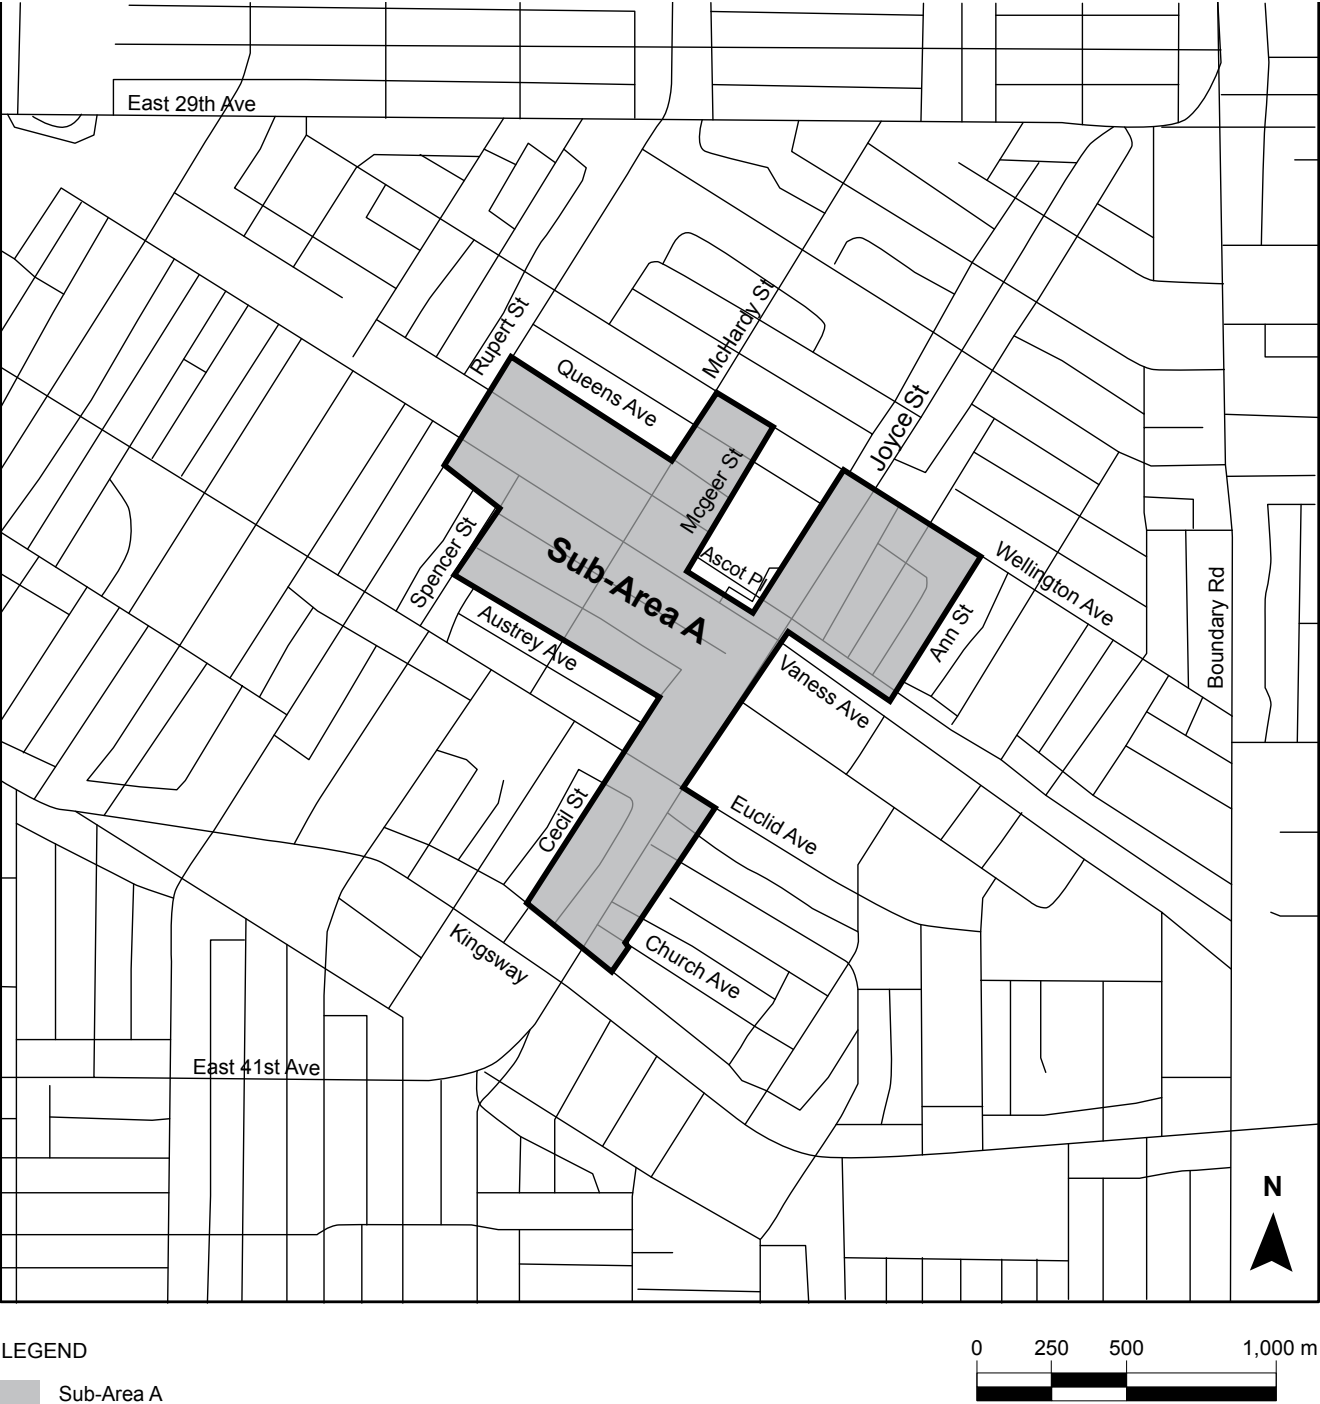 East 29th Ave
Rupert St
McHardy St
Queens Ave
Joyce St
Mcgeer St
Spencer St
Sub-Area A
Ascot Pl
Wellington Ave
Boundary Rd
Ann St
Austrey Ave
Vaness Ave
Cecil St
Euclid Ave
Kingsway
Church Ave
East 41st Ave
N
LEGEND
Sub-Area A
0 250 500 1,000 m